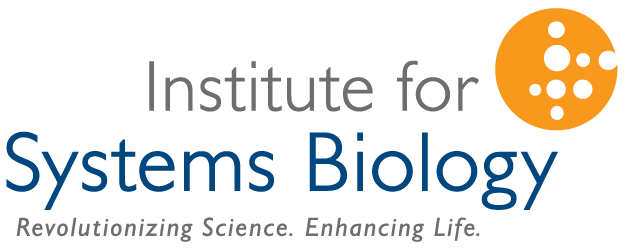 Institute for
Systems Biology
Revolutionizing Science. Enhancing Life.